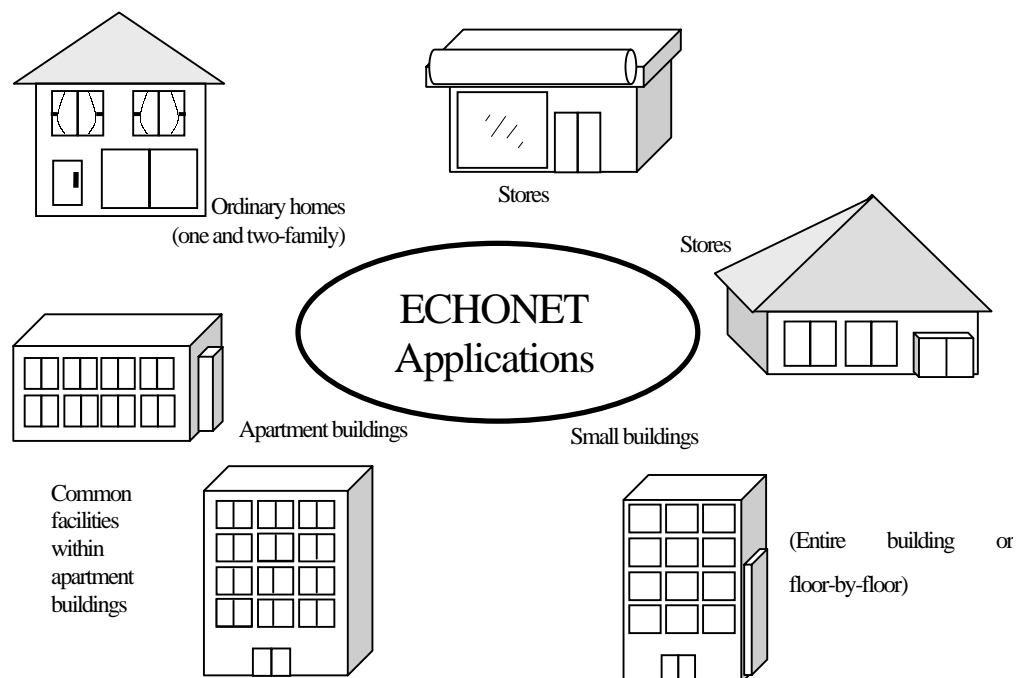 Stores
Ordinary homes
(one and two-family)
Stores
ECHONET
Applications
Apartment buildings
Small buildings
Common
facilities
within
apartment
buildings
(Entire building or
floor-by-floor)